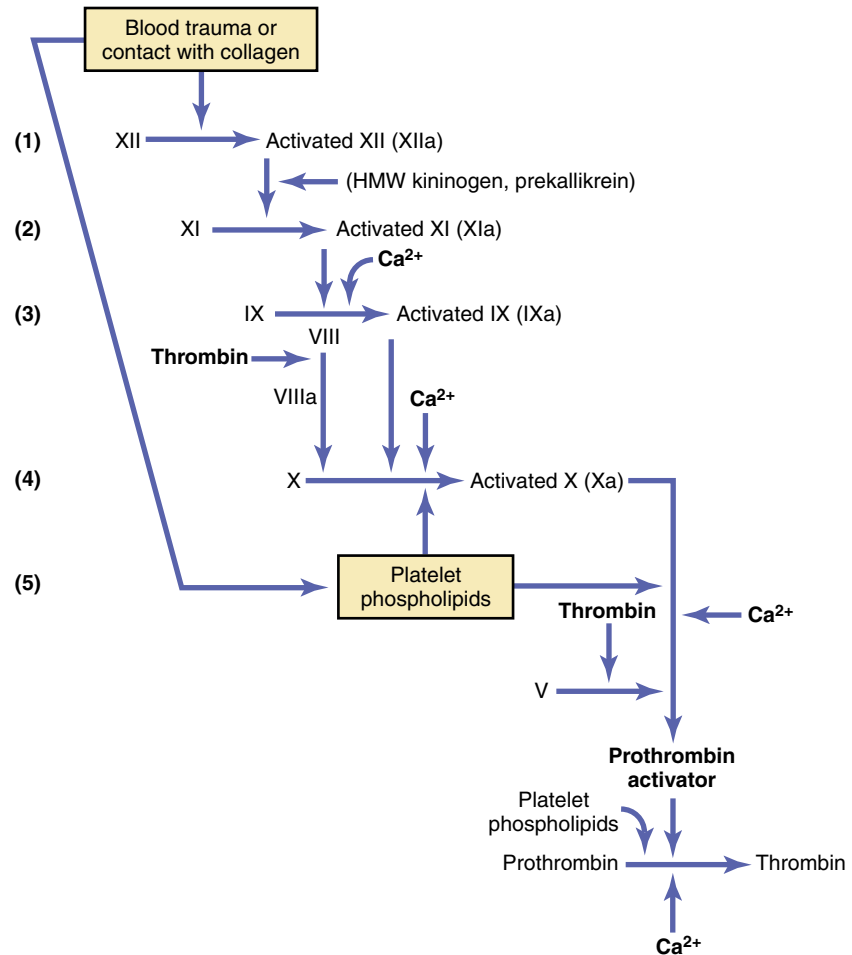 Blood trauma or
contact with collagen
(1)
XII
Activated XII (XIIa)
(HMW kininogen, prekallikrein)
(2)
XI
Activated XI (XIa)
Ca²⁺
(3)
IX
Activated IX (IXa)
VIII
Thrombin
VIIIa
Ca²⁺
(4)
X
Activated X (Xa)
(5)
Platelet
phospholipids
Thrombin
Ca²⁺
V
Prothrombin
activator
Platelet
phospholipids
Prothrombin
Thrombin
Ca²⁺